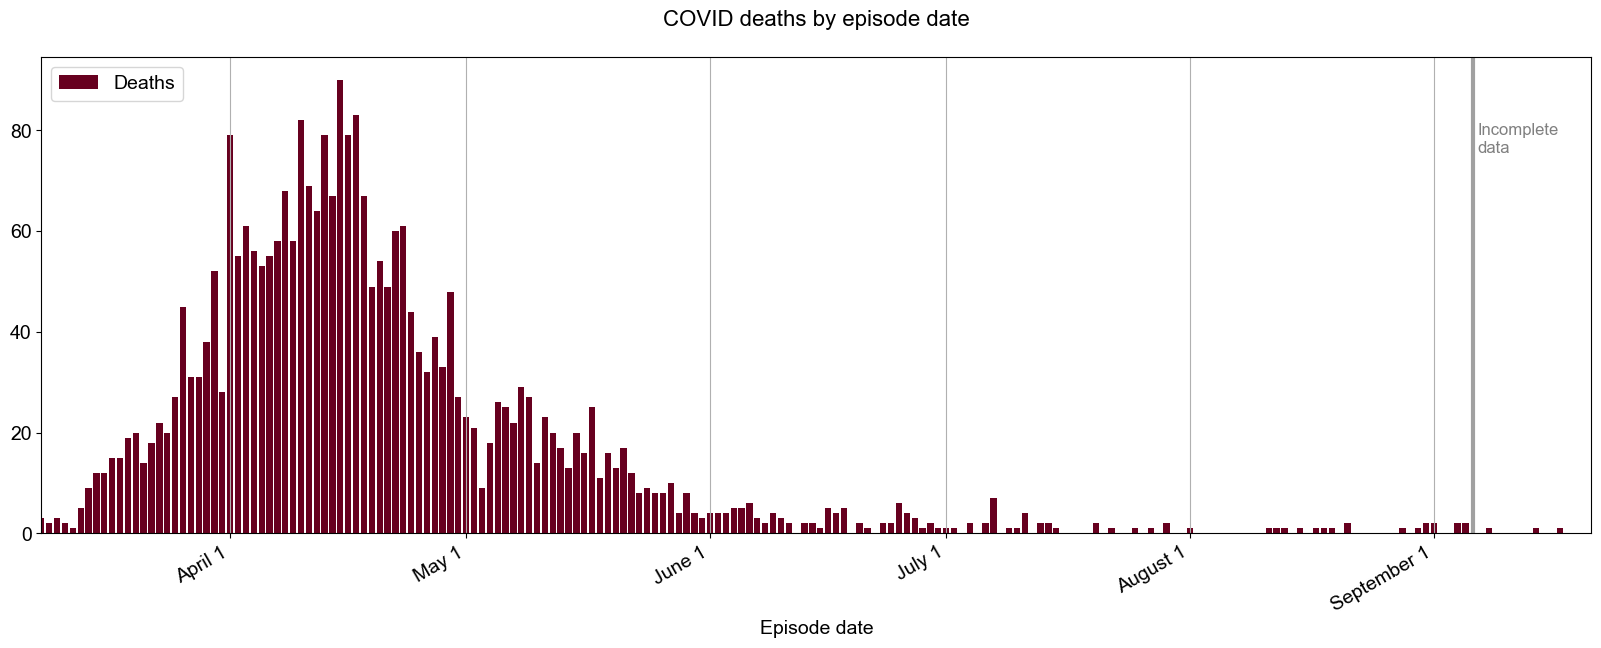 COVID deaths by episode date
Deaths
80
60
40
20
0
Incomplete
data
April 1
May 1
June 1
July 1
August 1
September 1
Episode date